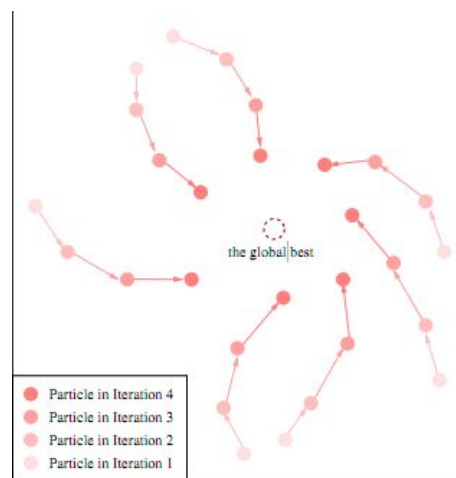 the global best
Particle in Iteration 4
Particle in Iteration 3
Particle in Iteration 2
Particle in Iteration 1